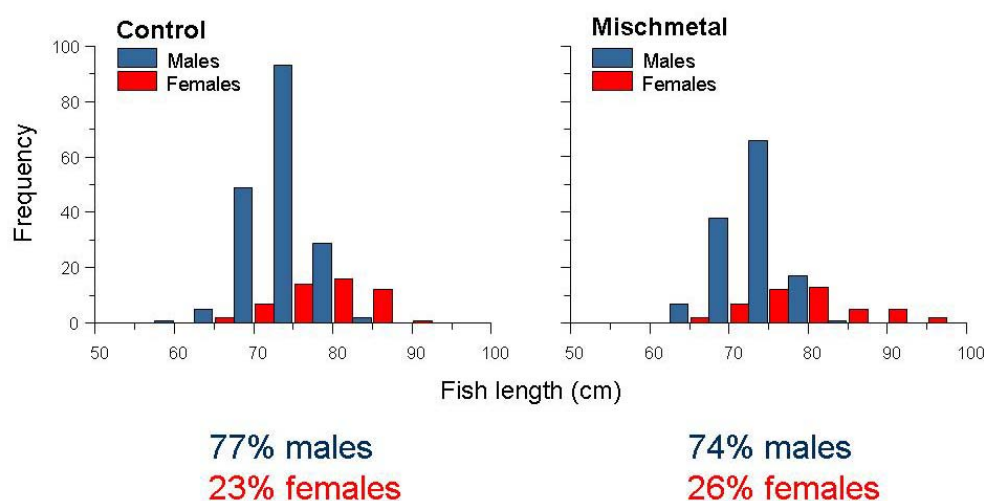 Control
Males
Females
Mischmetal
Males
Females
Frequency
100
80
60
40
20
0
50 60 70 80 90 100
50 60 70 80 90 100
Fish length (cm)
77% males
23% females
74% males
26% females